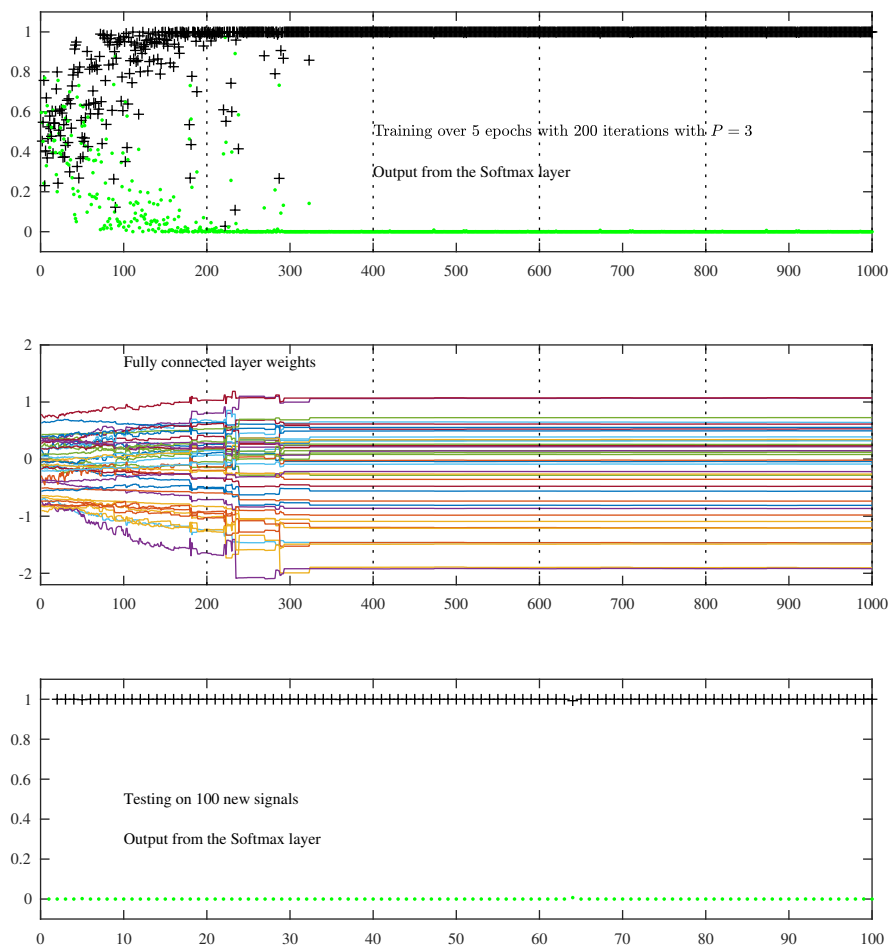 1
0.8
0.6
0.4
0.2
0
Training over 5 epochs with 200 iterations with P = 3
Output from the Softmax layer
0 100 200 300 400 500 600 700 800 900 1000
2
1
0
-1
-2
Fully connected layer weights
0 100 200 300 400 500 600 700 800 900 1000
1
0.8
0.6
0.4
0.2
0
Testing on 100 new signals
Output from the Softmax layer
0 10 20 30 40 50 60 70 80 90 100